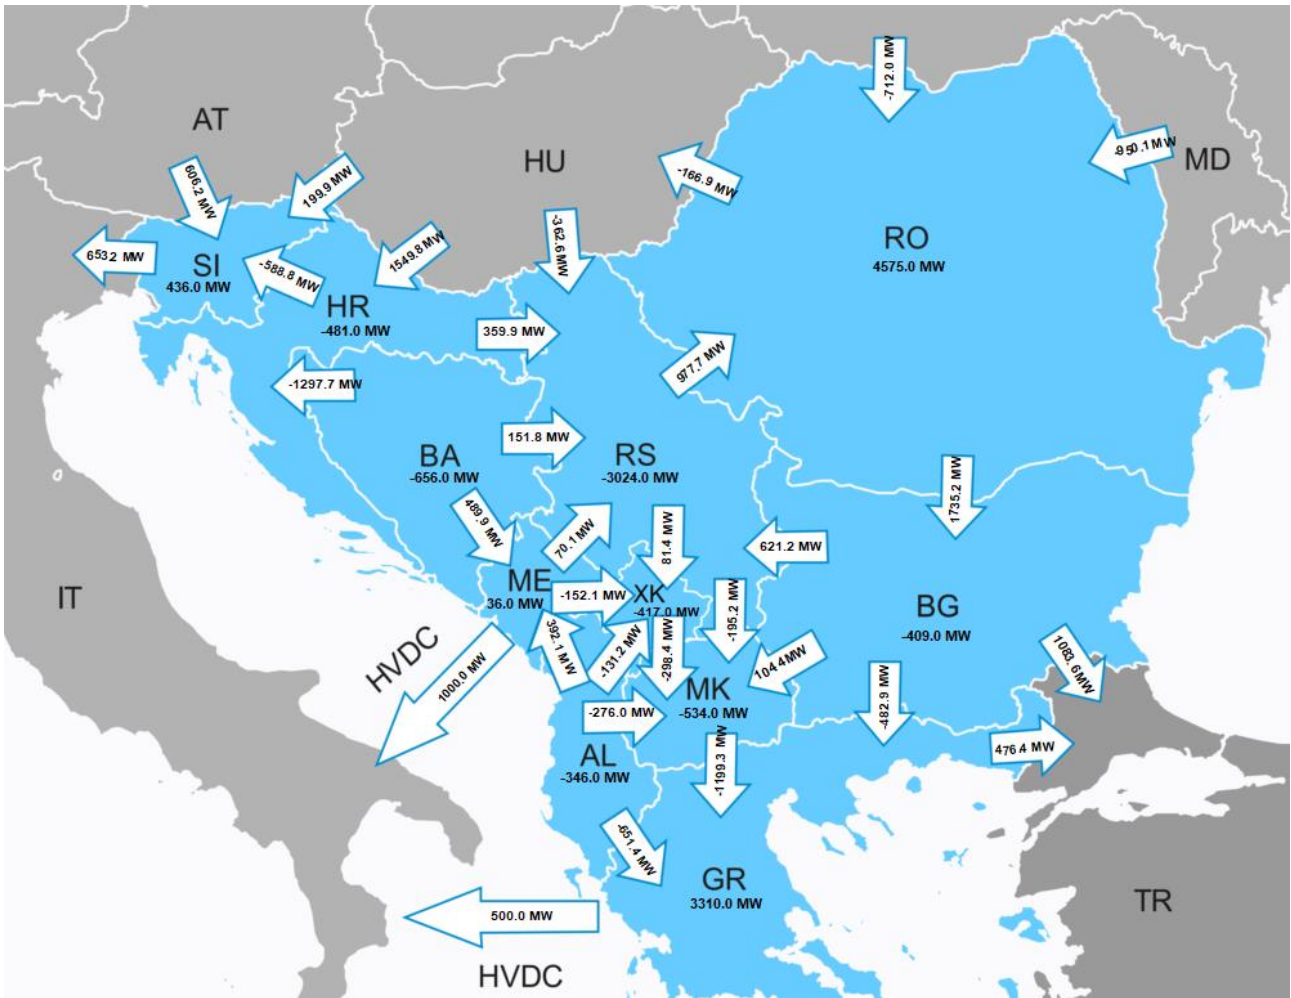 -712.0 MW
AT
-950.1 MW
HU
MD
606.2 MW
199.9 MW
-166.9 MW
-362.6 MW
1549.8 MW
RO
4575.0 MW
653.2 MW
SI
436.0 MW
-588.8 MW
HR
-481.0 MW
359.9 MW
977.7 MW
-1297.7 MW
151.8 MW
BA
-656.0 MW
RS
-3024.0 MW
1735.2 MW
489.9 MW
70.1 MW
81.4 MW
621.2 MW
IT
ME
36.0 MW
-152.1 MW
XK
-417.0 MW
-195.2 MW
BG
-409.0 MW
HVDC
1000.0 MW
392.1 MW
-131.2 MW
-298.4 MW
104.4 MW
1083.6 MW
MK
-534.0 MW
-276.0 MW
-482.9 MW
476.4 MW
AL
-346.0 MW
-1199.3 MW
-651.4 MW
GR
3310.0 MW
TR
500.0 MW
HVDC